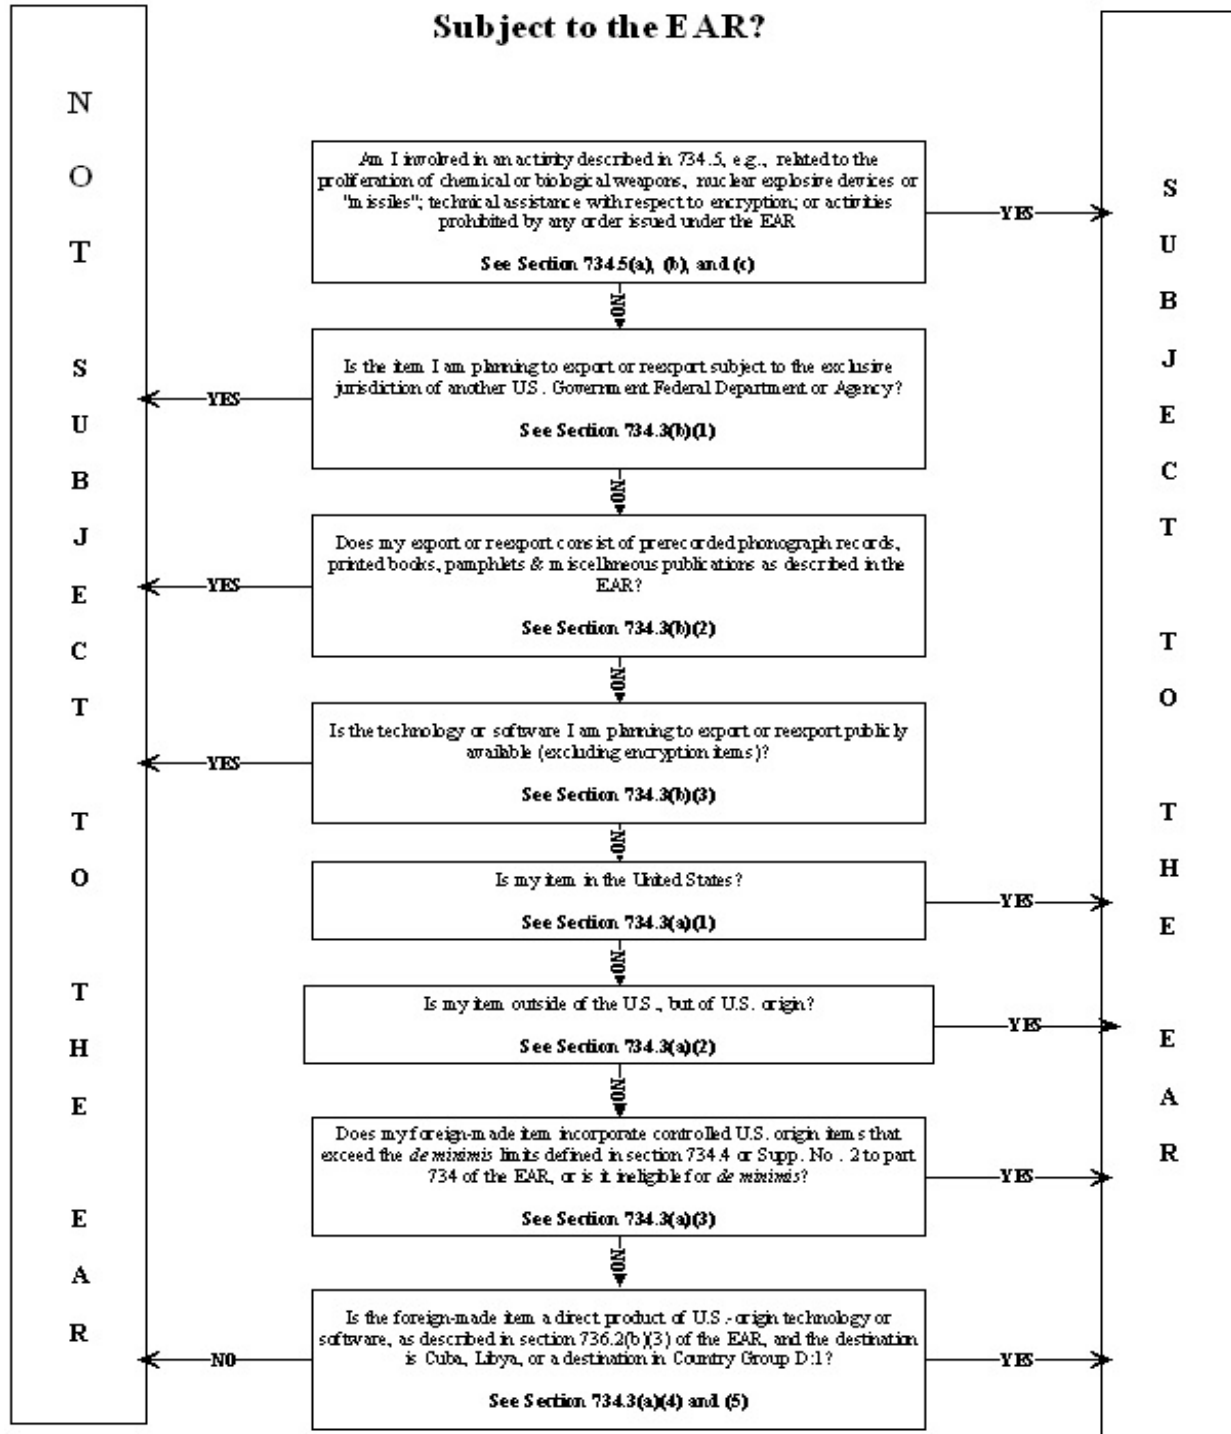 Subject to the EAR?
NOT SUBJECT TO THE EAR
Am I involved in an activity described in 734.5, e.g., related to the
proliferation of chemical or biological weapons, nuclear explosive devices or
"missiles"; technical assistance with respect to encryption; or activities
prohibited by any order issued under the EAR
See Section 734.5(a), (b), and (c)
YES
NO
Is the item I am planning to export or reexport subject to the exclusive
jurisdiction of another U.S. Government Federal Department or Agency?
See Section 734.3(b)(1)
YES
NO
Does my export or reexport consist of prerecorded phonograph records,
printed books, pamphlets & miscellaneous publications as described in the
EAR?
See Section 734.3(b)(2)
YES
NO
Is the technology or software I am planning to export or reexport publicly
available (excluding encryption items)?
See Section 734.3(b)(3)
YES
NO
Is my item in the United States?
See Section 734.3(a)(1)
YES
NO
Is my item outside of the U.S., but of U.S. origin?
See Section 734.3(a)(2)
YES
NO
Does my foreign-made item incorporate controlled U.S. origin items that
exceed the de minimis limits defined in section 734.4 or Supp. No. 2 to part
734 of the EAR, or is it ineligible for de minimis?
See Section 734.3(a)(3)
YES
NO
Is the foreign-made item a direct product of U.S.-origin technology or
software, as described in section 736.2(b)(3) of the EAR, and the destination
is Cuba, Libya, or a destination in Country Group D:1?
See Section 734.3(a)(4) and (5)
NO
YES
SUBJECT TO THE EAR